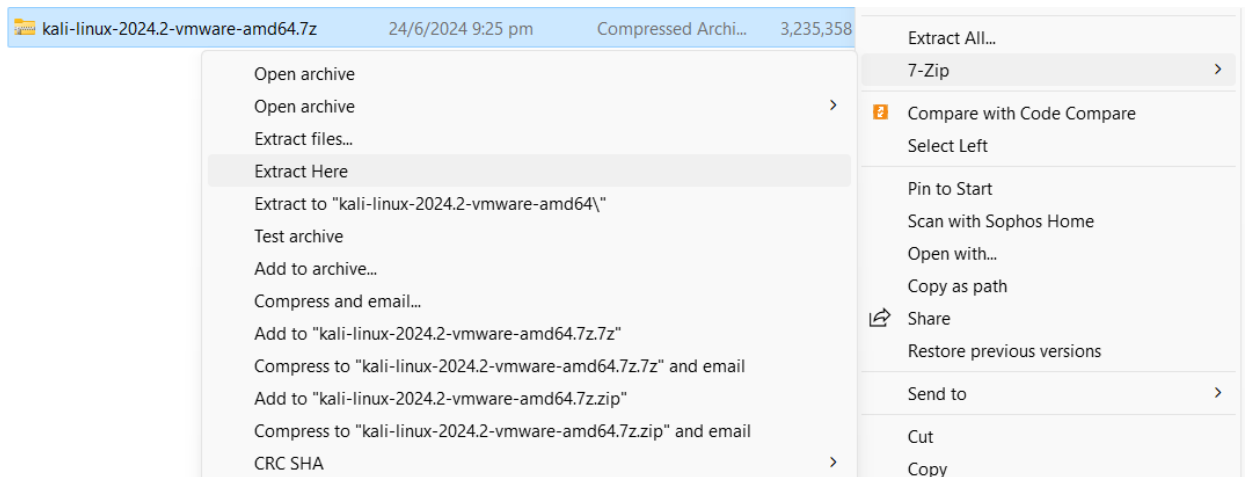 kali-linux-2024.2-vmware-amd64.7z 24/6/2024 9:25 pm Compressed Archi... 3,235,358
Open archive
Open archive
Extract files...
Extract Here
Extract to "kali-linux-2024.2-vmware-amd64\"
Test archive
Add to archive...
Compress and email...
Add to "kali-linux-2024.2-vmware-amd64.7z.7z"
Compress to "kali-linux-2024.2-vmware-amd64.7z.7z" and email
Add to "kali-linux-2024.2-vmware-amd64.7z.zip"
Compress to "kali-linux-2024.2-vmware-amd64.7z.zip" and email
CRC SHA
Extract All...
7-Zip
Compare with Code Compare
Select Left
Pin to Start
Scan with Sophos Home
Open with...
Copy as path
Share
Restore previous versions
Send to
Cut
Copy